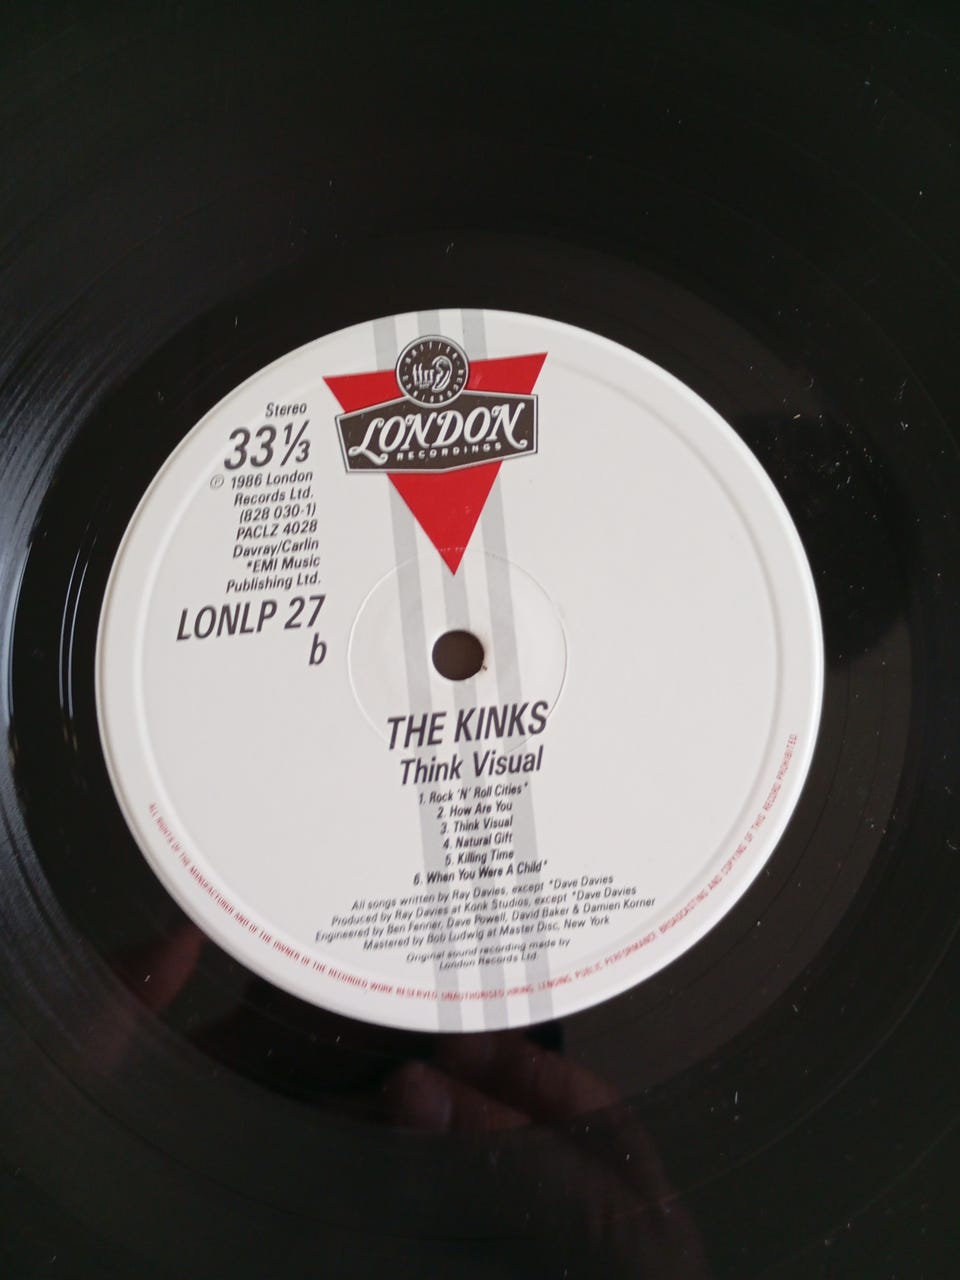 LONDON
RECORDINGS
Stereo
33⅓
℗ 1986 London
Records Ltd.
(828 030-1)
PACLZ 4028
Davray/Carlin
*EMI Music
Publishing Ltd.
LONLP 27
b
THE KINKS
Think Visual
1. Rock 'N' Roll Cities*
2. How Are You
3. Think Visual
4. Natural Gift
5. Killing Time
6. When You Were A Child*
All songs written by Ray Davies, except *Dave Davies
Produced by Ray Davies at Konk Studios, except *Dave Davies
Engineered by Ben Fenner, Dave Powell, David Baker & Damien Korner
Mastered by Bob Ludwig at Master Disc, New York
Original sound recording made by
London Records Ltd.
ALL RIGHTS OF THE MANUFACTURER AND OF THE OWNER OF THE RECORDED WORK RESERVED UNAUTHORISED HIRING, LENDING, PUBLIC PERFORMANCE, BROADCASTING AND COPYING OF THIS RECORD PROHIBITED